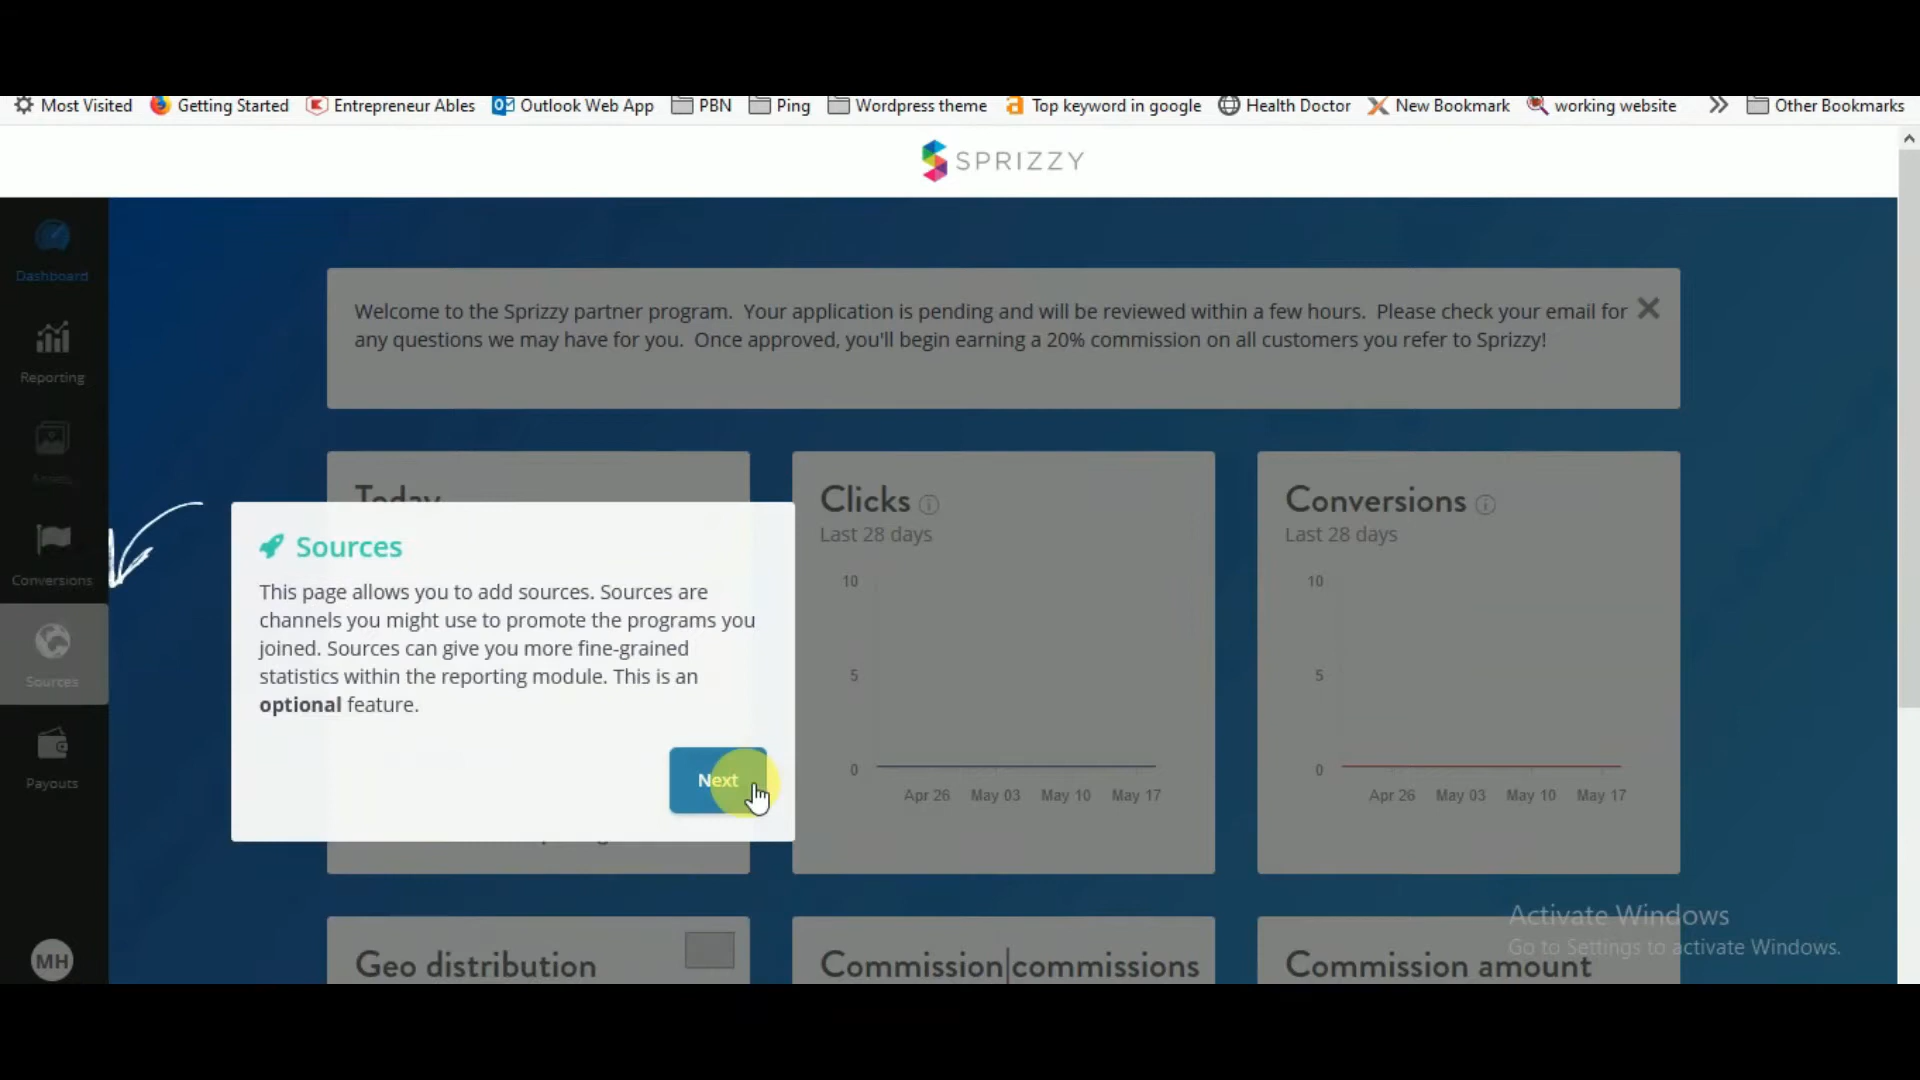 Most Visited Getting Started Entrepreneur Ables Outlook Web App PBN Ping Wordpress theme Top keyword in google Health Doctor New Bookmark working website Other Bookmarks
SPRIZZY
Dashboard
Reporting
Conversions
Sources
Payouts
MH
Welcome to the Sprizzy partner program. Your application is pending and will be reviewed within a few hours. Please check your email for
any questions we may have for you. Once approved, you'll begin earning a 20% commission on all customers you refer to Sprizzy!
Today
Sources
This page allows you to add sources. Sources are
channels you might use to promote the programs you
joined. Sources can give you more fine-grained
statistics within the reporting module. This is an
optional feature.
Next
Clicks
Last 28 days
10
5
0
Apr 26 May 03 May 10 May 17
Conversions
Last 28 days
10
5
0
Apr 26 May 03 May 10 May 17
Geo distribution
Commission|commissions
Commission amount
Activate Windows
Go to Settings to activate Windows.